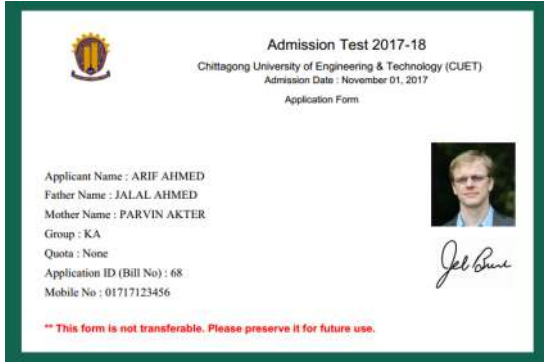 Admission Test 2017-18
Chittagong University of Engineering & Technology (CUET)
Admission Date : November 01, 2017
Application Form
Applicant Name : ARIF AHMED
Father Name : JALAL AHMED
Mother Name : PARVIN AKTER
Group : KA
Quota : None
Application ID (Bill No) : 68
Mobile No : 01717123456
** This form is not transferable. Please preserve it for future use.